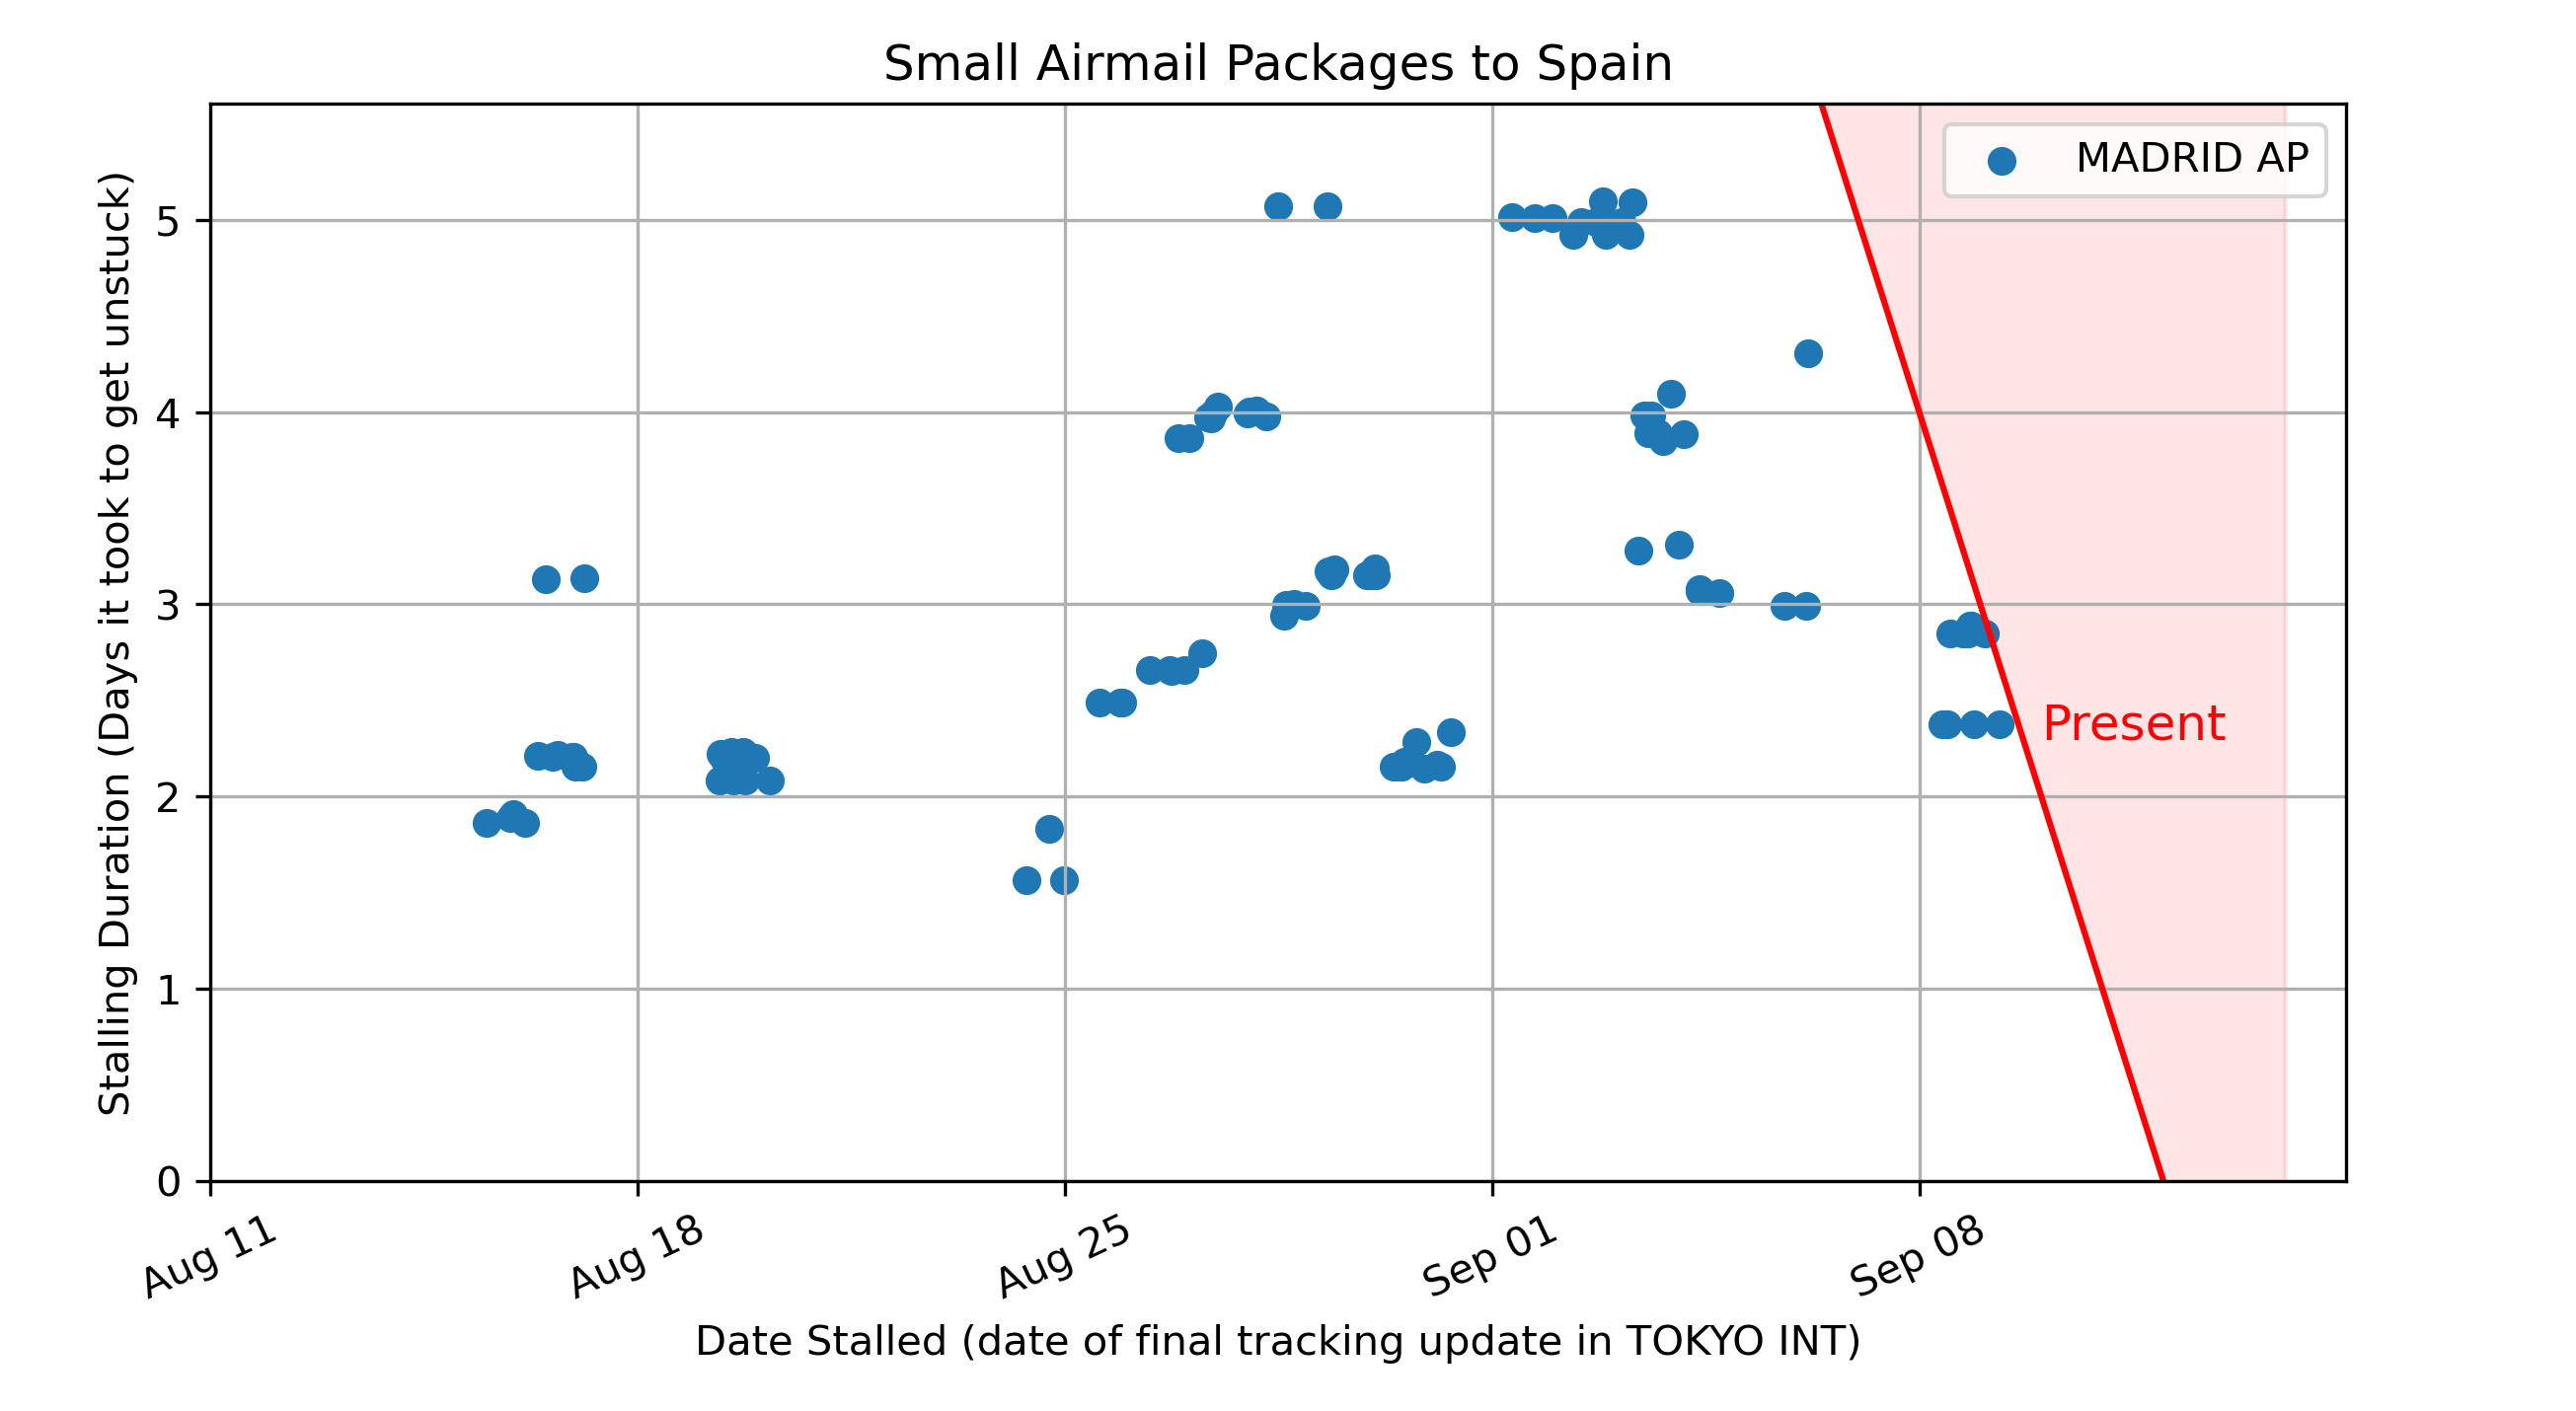 Small Airmail Packages to Spain
MADRID AP
Stalling Duration (Days it took to get unstuck)
5
4
3
2
1
0
Present
Aug 11
Aug 18
Aug 25
Sep 01
Sep 08
Date Stalled (date of final tracking update in TOKYO INT)